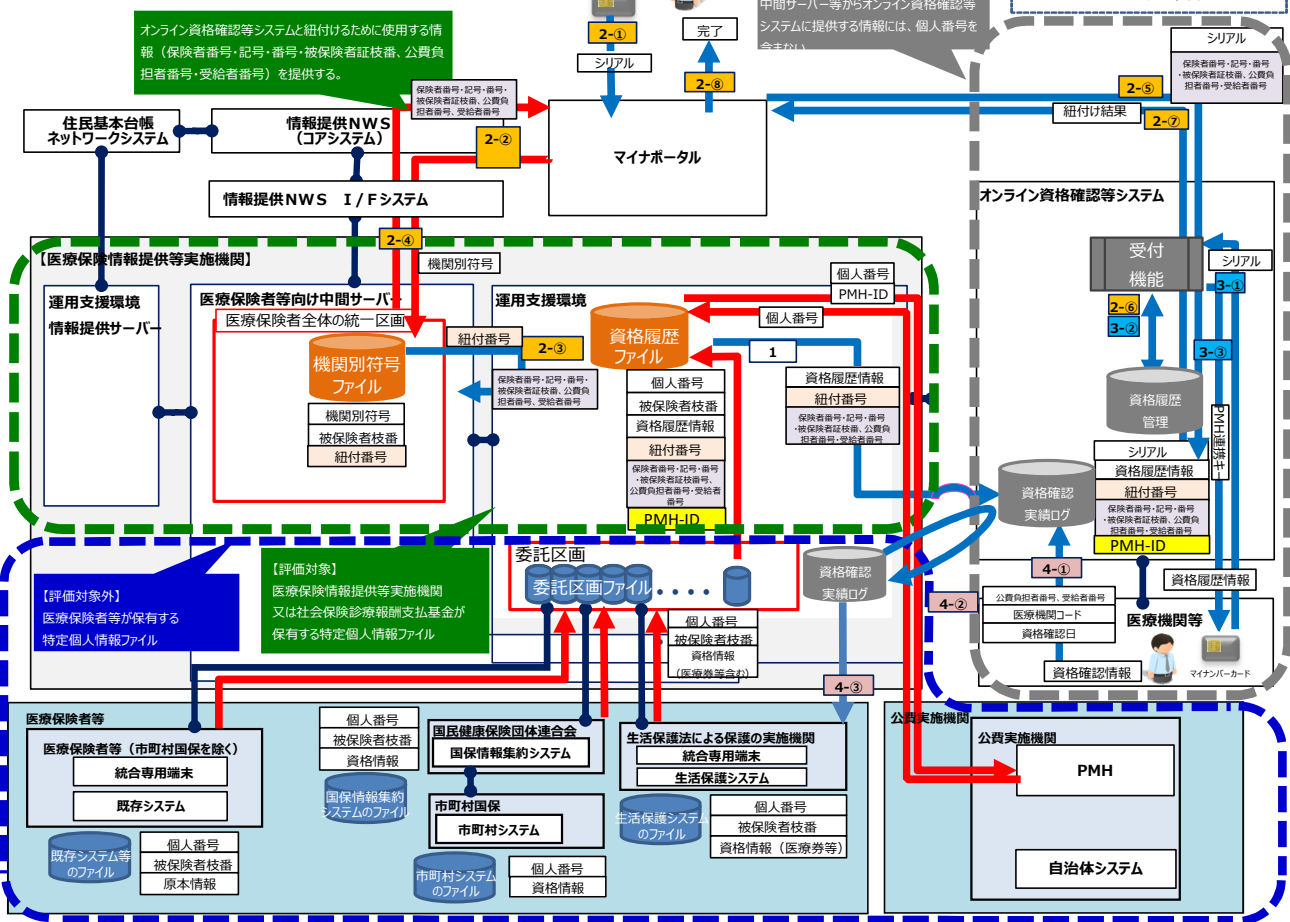 中間サーバー等からオンライン資格確認等
システムに提供する情報には、個人番号を
含まない
オンライン資格確認等システムと紐付けるために使用する情
報（保険者番号・記号・番号・被保険者証枝番、公費負
担者番号・受給者番号）を提供する。
2-①
シリアル
完了
2-⑧
シリアル
保険者番号・記号・番号
・被保険者証枝番、公費負
担者番号・受給者番号
2-⑤
紐付け結果
2-⑦
保険者番号・記号・番号・
被保険者証枝番、公費負
担者番号、受給者番号
2-②
マイナポータル
住民基本台帳
ネットワークシステム
情報提供NWS
（コアシステム）
情報提供NWS　I/Fシステム
2-④
機関別符号
【医療保険情報提供等実施機関】
運用支援環境
情報提供サーバー
医療保険者等向け中間サーバー
医療保険者全体の統一区画
機関別符号
ファイル
機関別符号
被保険者枝番
紐付番号
紐付番号
2-③
保険者番号・記号・番号・
被保険者証枝番、公費負
担者番号、受給者番号
運用支援環境
資格履歴
ファイル
個人番号
被保険者枝番
資格履歴情報
紐付番号
保険者番号・記号・番号
・被保険者証枝番号、
公費負担者番号・受給者
番号
PMH-ID
個人番号
PMH-ID
個人番号
1
資格履歴情報
紐付番号
保険者番号・記号・番号
・被保険者証枝番、公費負
担者番号・受給者番号
オンライン資格確認等システム
受付
機能
シリアル
3-①
2-⑥
3-②
3-③
資格履歴
管理
PMH連携キー
シリアル
資格履歴情報
紐付番号
保険者番号・記号・番号
・被保険者証枝番、公費負
担者番号・受給者番号
PMH-ID
資格確認
実績ログ
4-①
資格履歴情報
4-②
公費負担者番号、受給者番号
医療機関コード
資格確認日
医療機関等
資格確認情報
マイナンバーカード
委託区画
委託区画ファイル
・・・・
資格確認
実績ログ
個人番号
被保険者枝番
資格情報
（医療券等含む）
4-③
【評価対象外】
医療保険者等が保有する
特定個人情報ファイル
【評価対象】
医療保険情報提供等実施機関
又は社会保険診療報酬支払基金が
保有する特定個人情報ファイル
医療保険者等
医療保険者等（市町村国保を除く）
統合専用端末
既存システム
既存システム等
のファイル
個人番号
被保険者枝番
原本情報
個人番号
被保険者枝番
資格情報
国保情報集約
システムのファイル
国民健康保険団体連合会
国保情報集約システム
市町村国保
市町村システム
市町村システム
のファイル
個人番号
資格情報
生活保護法による保護の実施機関
統合専用端末
生活保護システム
生活保護システム
のファイル
個人番号
被保険者枝番
資格情報（医療券等）
公費実施機関
公費実施機関
PMH
自治体システム